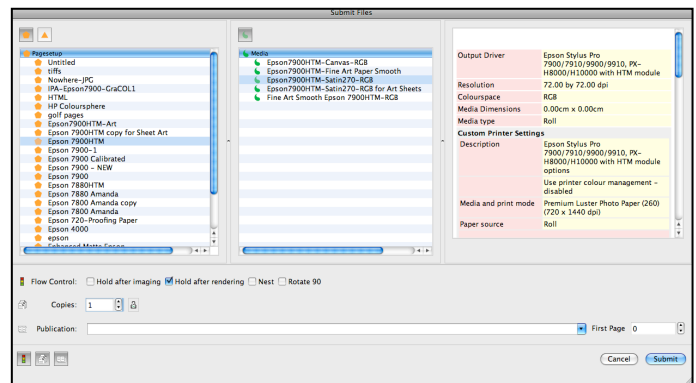 Submit Files
Pagesetup
Untitled
tiffs
Nowhere-JPG
IPA-Epson7900-GraCOL1
HTML
HP Coloursphere
golf pages
Epson7900HTM-Art
Epson 7900HTM copy for Sheet Art
Epson 7900HTM
Epson 7900-1
Epson 7900 Calibrated
Epson 7900 - NEW
Epson 7900
Epson 7880HTM
Epson 7880 Amanda
Epson 7800 Amanda copy
Epson 7800 Amanda
Epson 720-Proofing Paper
Epson 4000
epson
Enhanced Matte Epson
Media
Epson7900HTM-Canvas-RGB
Epson7900HTM-Fine Art Paper Smooth
Epson7900HTM-Satin270-RGB
Epson7900HTM-Satin270-RGB for Art Sheets
Fine Art Smooth Epson 7900HTM-RGB
Output Driver Epson Stylus Pro
7900/7910/9900/9910, PX-
H8000/H10000 with HTM module
Resolution 72.00 by 72.00 dpi
Colourspace RGB
Media Dimensions 0.00cm x 0.00cm
Media type Roll
Custom Printer Settings
Description Epson Stylus Pro
7900/7910/9900/9910, PX-
H8000/H10000 with HTM module
options
Use printer colour management -
disabled
Media and print mode Premium Luster Photo Paper (260)
(720 x 1440 dpi)
Paper source Roll
Flow Control: Hold after imaging Hold after rendering Nest Rotate 90
Copies: 1
Publication: First Page 0
Cancel Submit